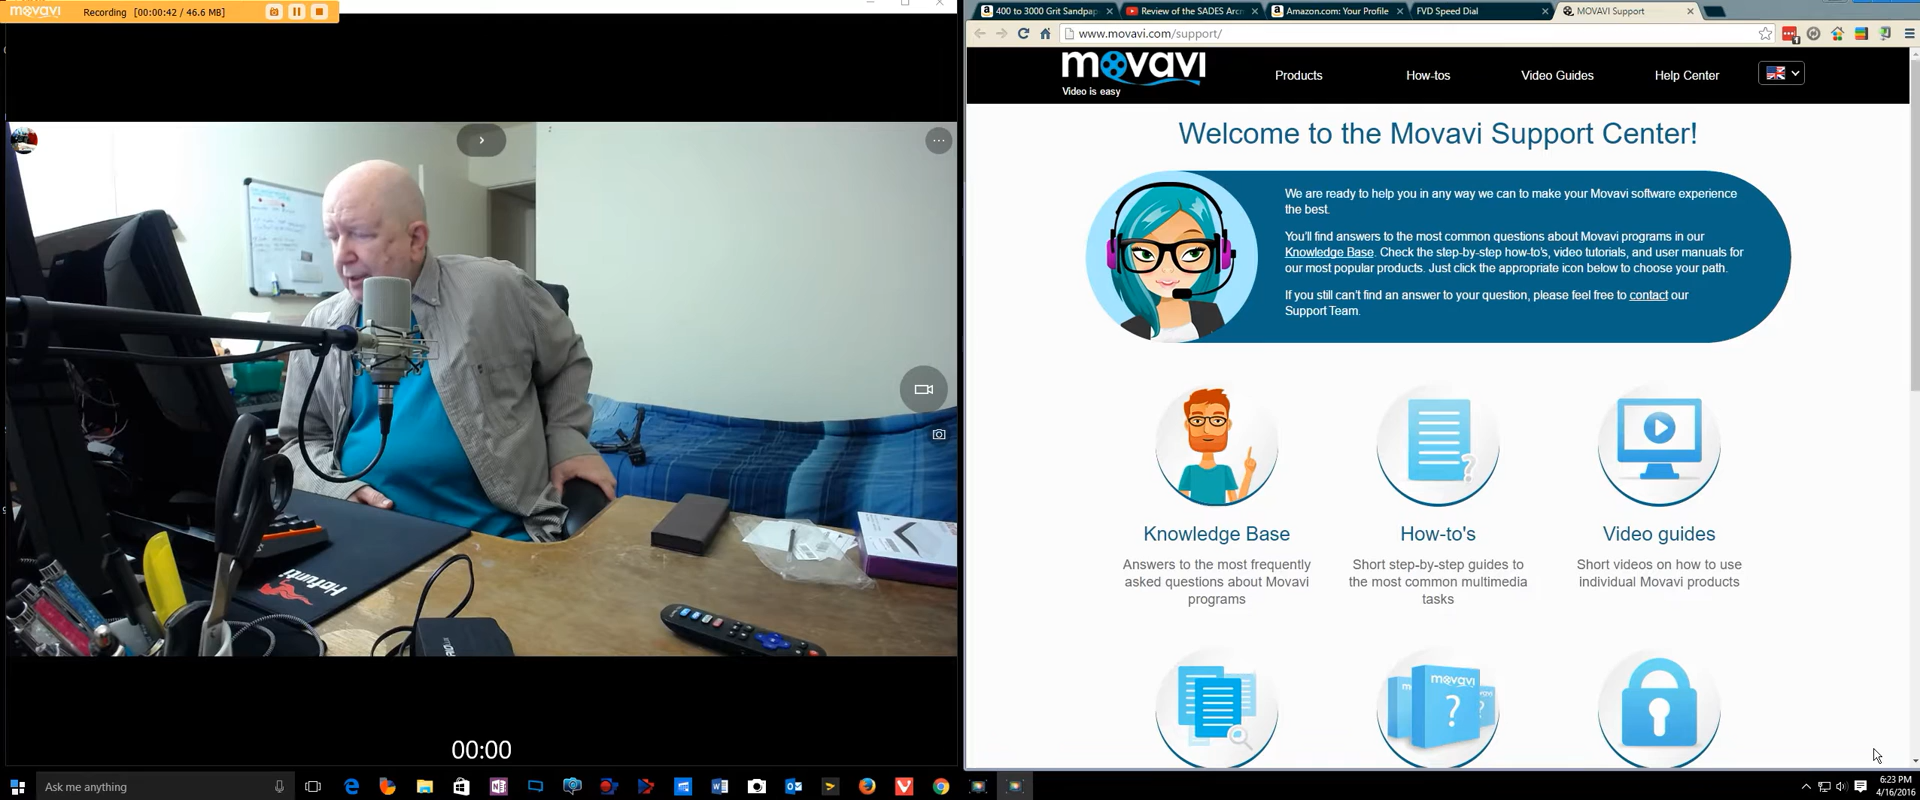 movavi
Recording [00:00:42 / 46.6 MB]
400 to 3000 Grit Sandpap
Review of the SADES Arc
Amazon.com: Your Profile
FVD Speed Dial
MOVAVI Support
www.movavi.com/support/
movavi
Video is easy
Products
How-tos
Video Guides
Help Center
Welcome to the Movavi Support Center!
We are ready to help you in any way we can to make your Movavi software experience
the best.
You'll find answers to the most common questions about Movavi programs in our
Knowledge Base. Check the step-by-step how-to's, video tutorials, and user manuals for
our most popular products. Just click the appropriate icon below to choose your path.
If you still can't find an answer to your question, please feel free to contact our
Support Team.
Knowledge Base
Answers to the most frequently
asked questions about Movavi
programs
How-to's
Short step-by-step guides to
the most common multimedia
tasks
Video guides
Short videos on how to use
individual Movavi products
movavi
Hofunti
00:00
Ask me anything
6:23 PM
4/16/2016